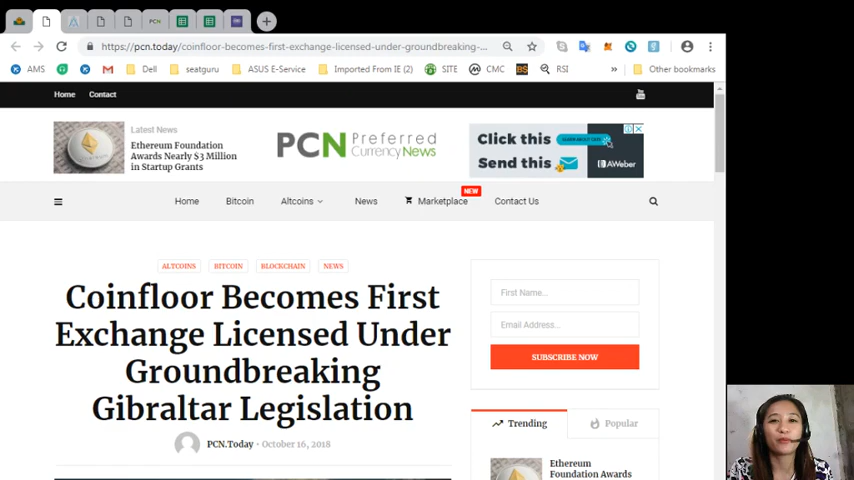 PCN
https://pcn.today/coinfloor-becomes-first-exchange-licensed-under-groundbreaking-...
AMS
Dell
seatguru
ASUS E-Service
Imported From IE (2)
SITE
CMC
BS
RSI
»
Other bookmarks
Home
Contact
Latest News
Ethereum Foundation
Awards Nearly $3 Million
in Startup Grants
PCN Preferred
Currency News
Click this
Send this
AWeber
Home
Bitcoin
Altcoins
News
Marketplace
NEW
Contact Us
ALTCOINS
BITCOIN
BLOCKCHAIN
NEWS
Coinfloor Becomes First
Exchange Licensed Under
Groundbreaking
Gibraltar Legislation
PCN.Today · October 16, 2018
First Name...
Email Address...
SUBSCRIBE NOW
Trending
Popular
Ethereum
Foundation Awards